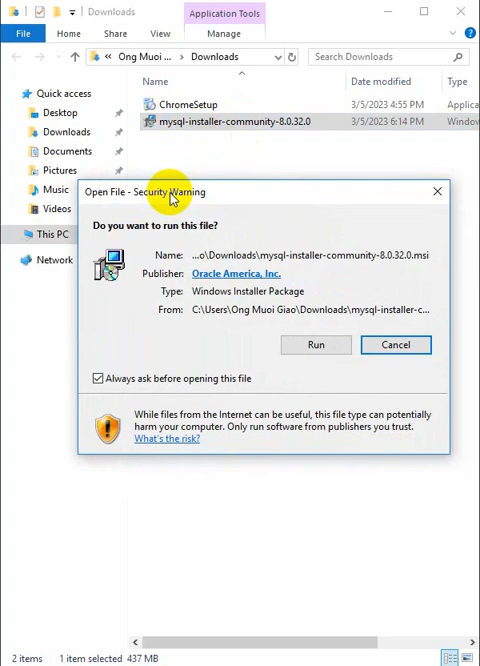 Downloads
Application Tools
File
Home
Share
View
Manage
« Ong Muoi ... > Downloads
Search Downloads
Name
Date modified
Type
Quick access
Desktop
Downloads
Documents
Pictures
Music
Videos
This PC
Network
ChromeSetup
3/5/2023 4:55 PM
Applica
mysql-installer-community-8.0.32.0
3/5/2023 6:14 PM
Window
Open File - Security Warning
Do you want to run this file?
Name: ...o\Downloads\mysql-installer-community-8.0.32.0.msi
Publisher: Oracle America, Inc.
Type: Windows Installer Package
From: C:\Users\Ong Muoi Giao\Downloads\mysql-installer-c...
Run
Cancel
Always ask before opening this file
While files from the Internet can be useful, this file type can potentially
harm your computer. Only run software from publishers you trust.
What's the risk?
2 items
1 item selected 437 MB